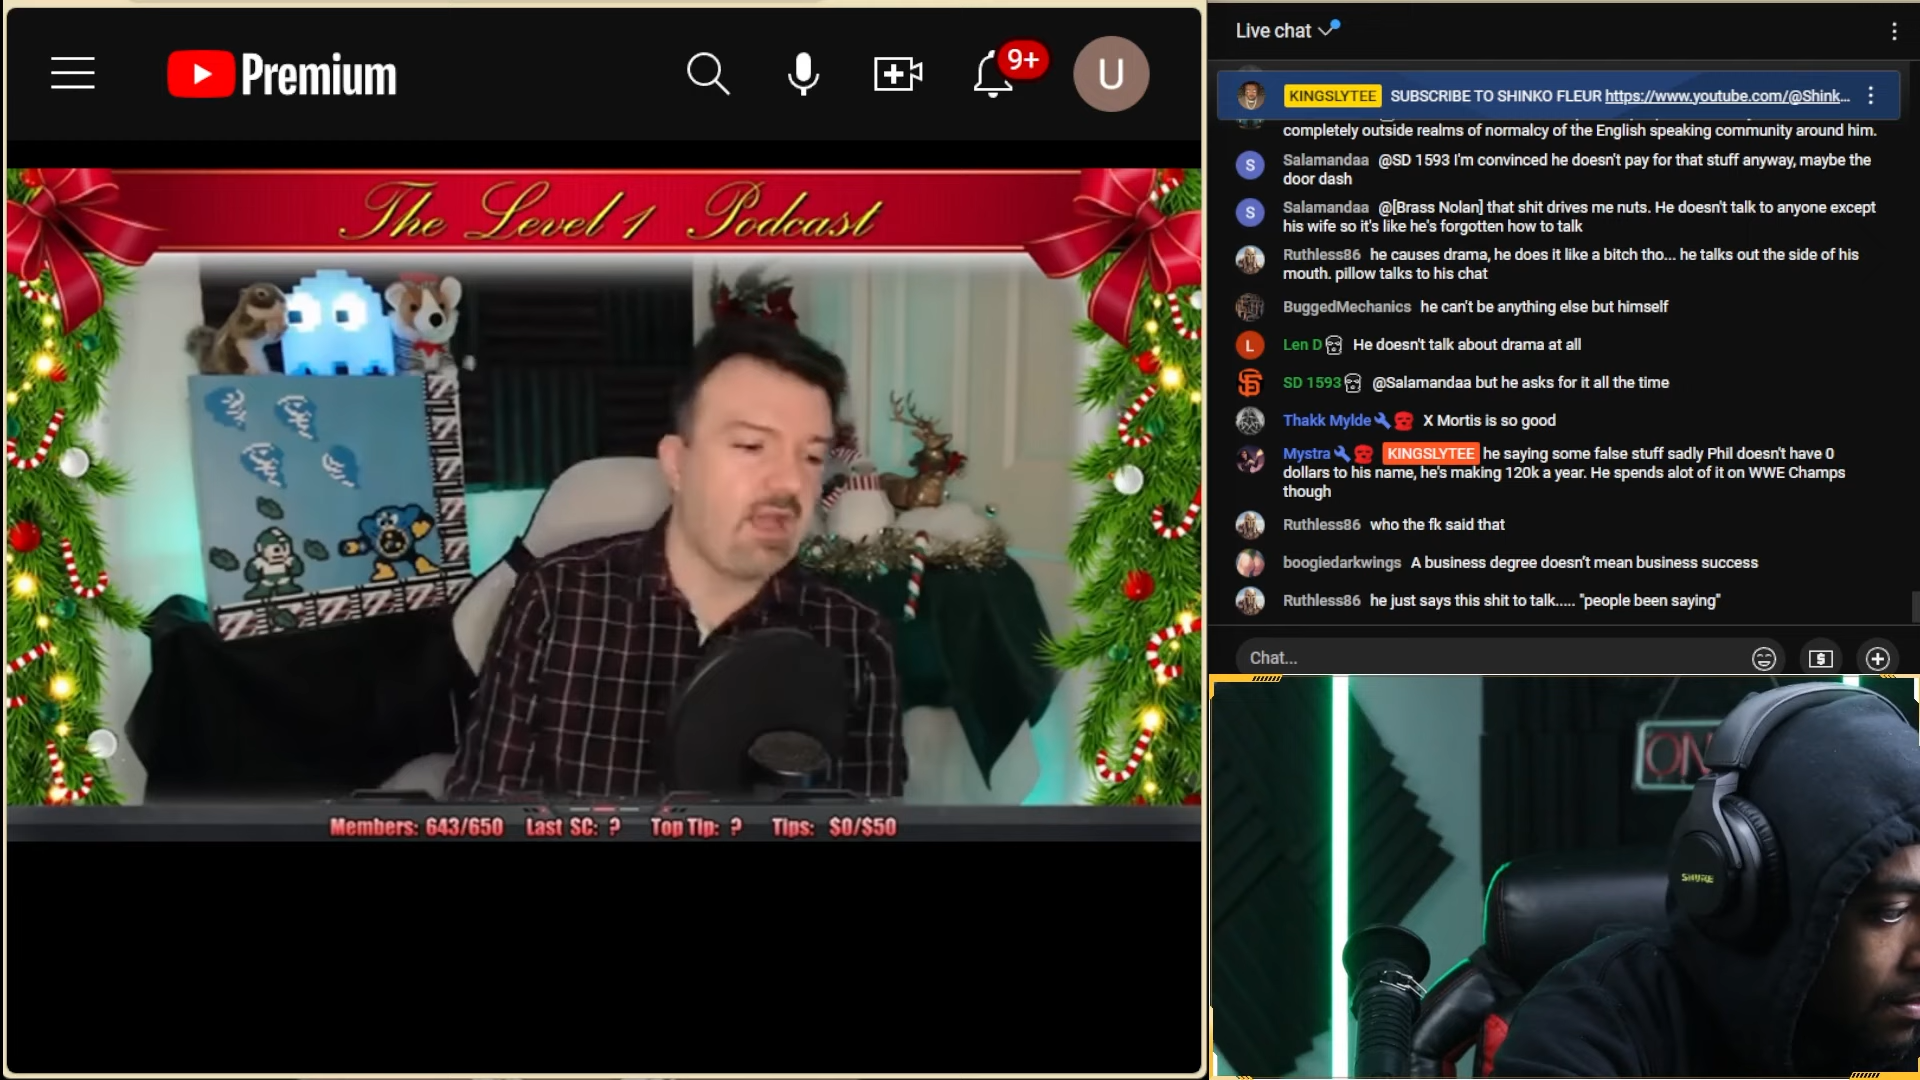 Premium
9+
U
The Level 1 Podcast
Members: 643/650 Last SC: ? Top Tip: ? Tips: $0/$50
Live chat
KINGSLYTEE SUBSCRIBE TO SHINKO FLEUR https://www.youtube.com/@Shink...
completely outside realms of normalcy of the English speaking community around him.
S Salamandaa @SD 1593 I'm convinced he doesn't pay for that stuff anyway, maybe the
door dash
S Salamandaa @[Brass Nolan] that shit drives me nuts. He doesn't talk to anyone except
his wife so it's like he's forgotten how to talk
Ruthless86 he causes drama, he does it like a bitch tho... he talks out the side of his
mouth. pillow talks to his chat
BuggedMechanics he can't be anything else but himself
L Len D He doesn't talk about drama at all
SD 1593 @Salamandaa but he asks for it all the time
Thakk Mylde X Mortis is so good
Mystra KINGSLYTEE he saying some false stuff sadly Phil doesn't have 0
dollars to his name, he's making 120k a year. He spends alot of it on WWE Champs
though
Ruthless86 who the fk said that
boogiedarkwings A business degree doesn't mean business success
Ruthless86 he just says this shit to talk..... "people been saying"
Chat...
ON
SHURE